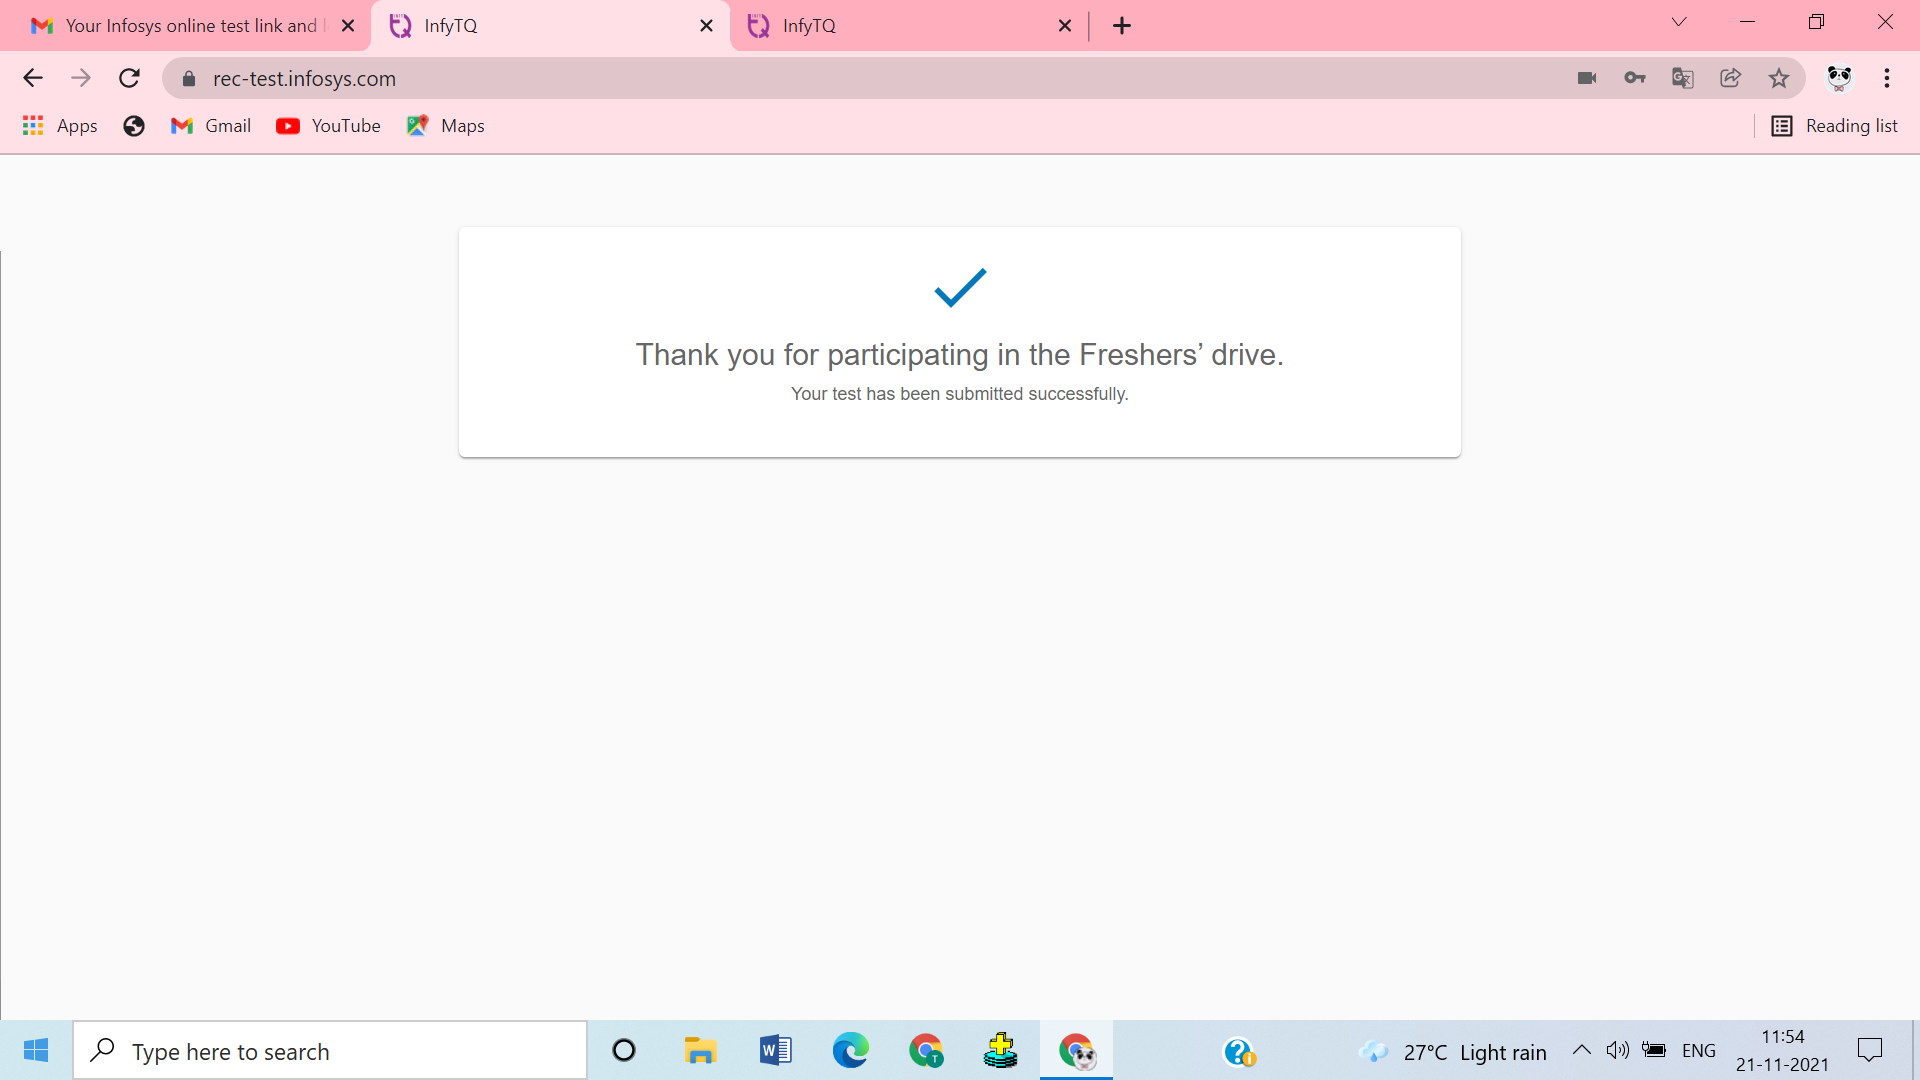 Your Infosys online test link and
InfyTQ
InfyTQ
rec-test.infosys.com
Apps
Gmail
YouTube
Maps
Reading list
Thank you for participating in the Freshers’ drive.
Your test has been submitted successfully.
Type here to search
27°C Light rain
ENG
11:54
21-11-2021